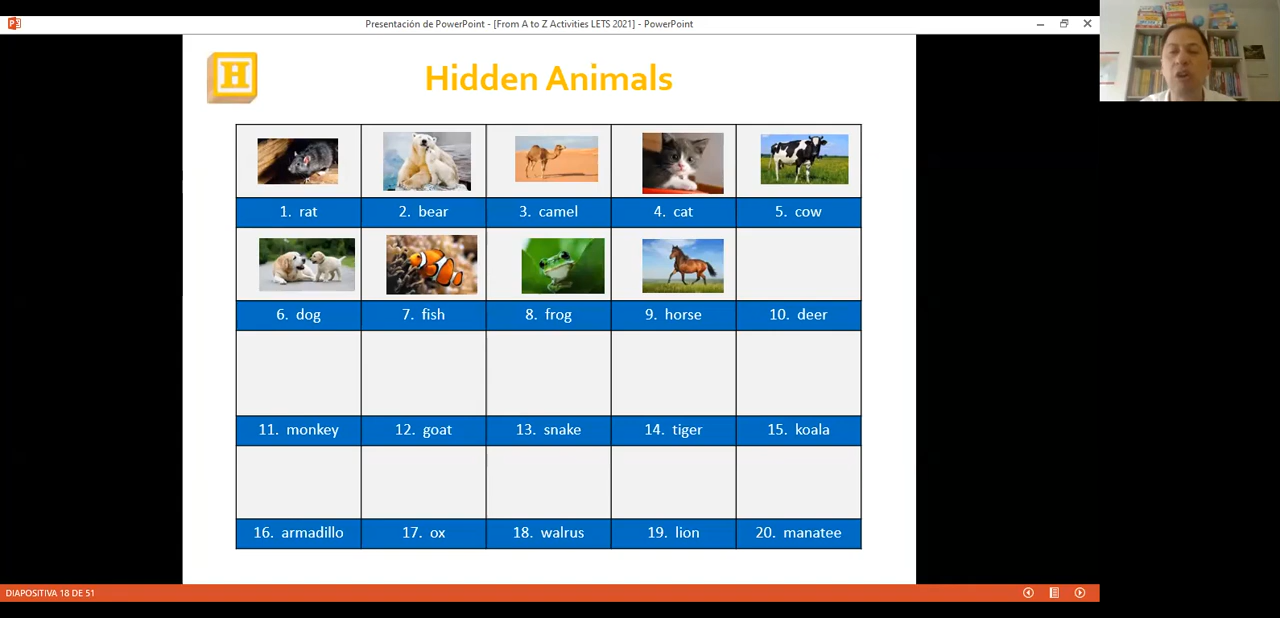 Presentación de PowerPoint - [From A to Z Activities LETS 2021] - PowerPoint
H
Hidden Animals
1. rat
2. bear
3. camel
4. cat
5. cow
6. dog
7. fish
8. frog
9. horse
10. deer
11. monkey
12. goat
13. snake
14. tiger
15. koala
16. armadillo
17. ox
18. walrus
19. lion
20. manatee
DIAPOSITIVA 18 DE 51